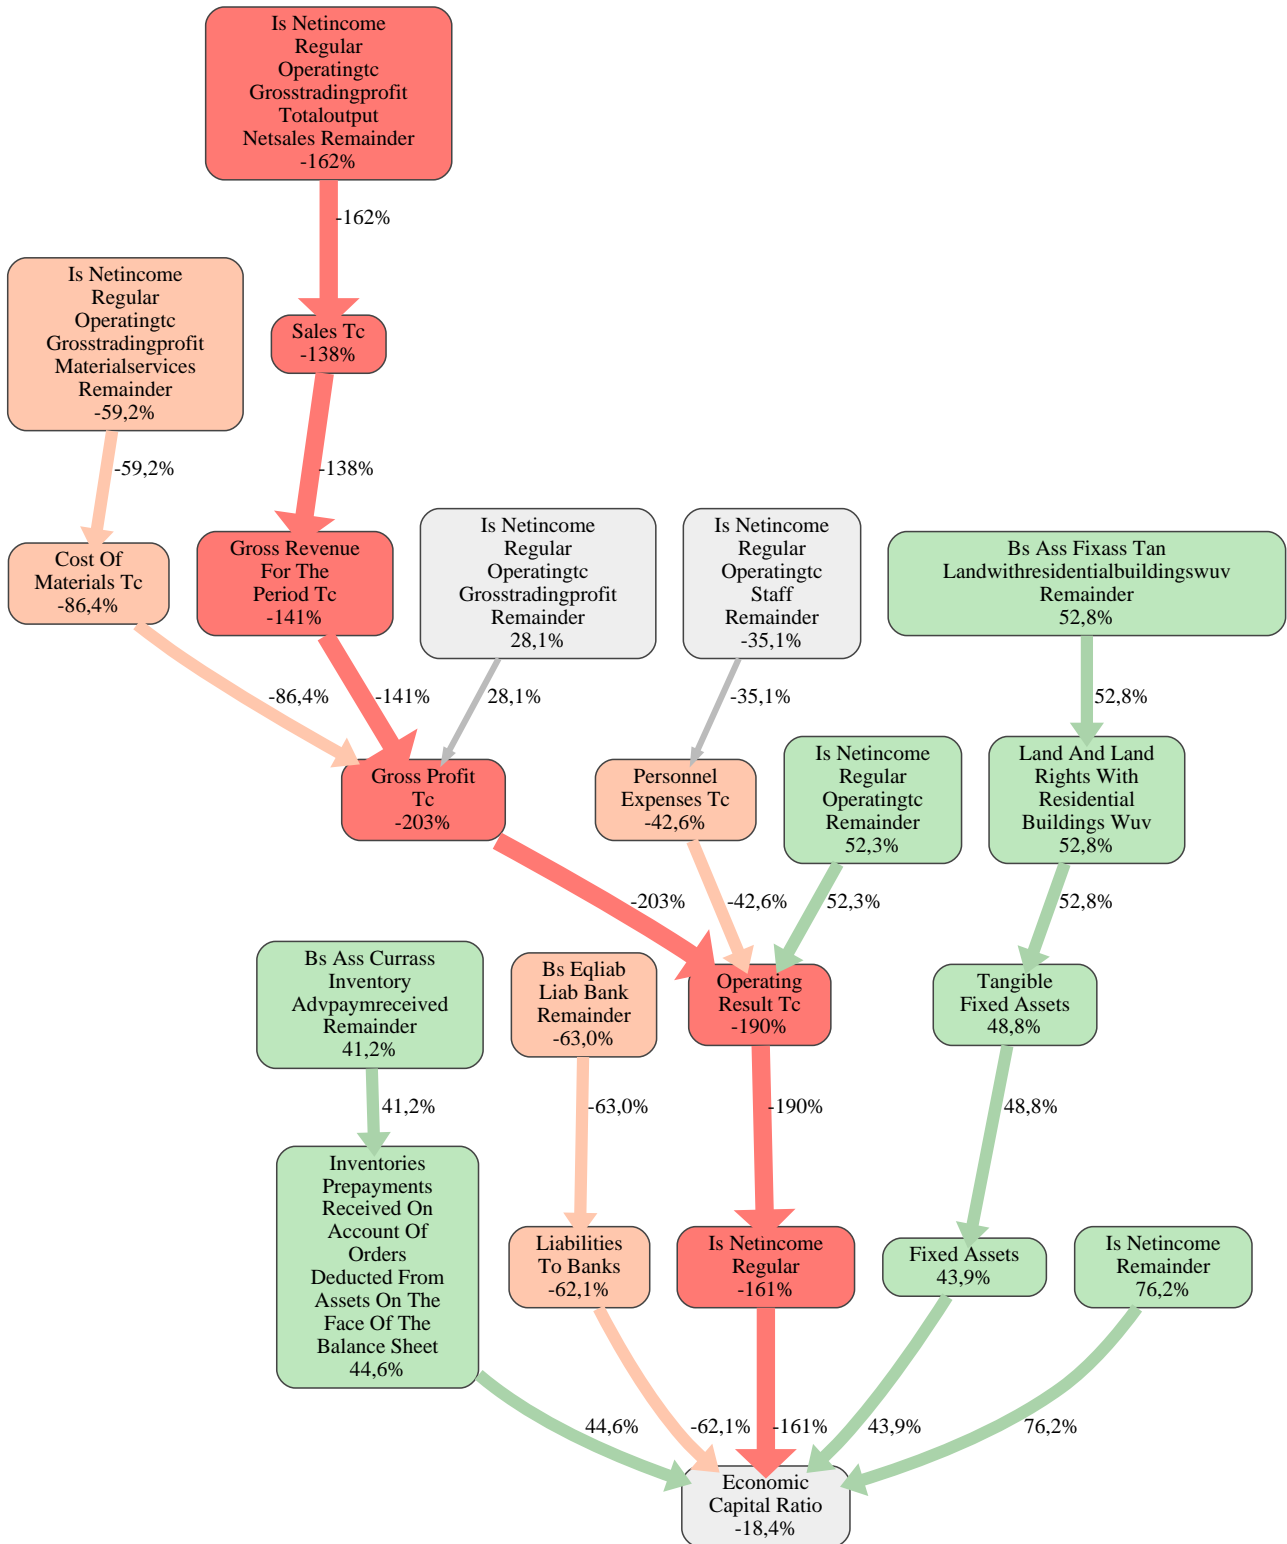 Is Netincome
Regular
Operatingtc
Grosstradingprofit
Totaloutput
Netsales Remainder
-162%
-162%
Is Netincome
Regular
Operatingtc
Grosstradingprofit
Materialservices
Remainder
-59,2%
Sales Tc
-138%
-59,2%
-138%
Cost Of
Materials Tc
-86,4%
Gross Revenue
For The
Period Tc
-141%
Is Netincome
Regular
Operatingtc
Grosstradingprofit
Remainder
28,1%
Is Netincome
Regular
Operatingtc
Staff
Remainder
-35,1%
Bs Ass Fixass Tan
Landwithresidentialbuildingswuv
Remainder
52,8%
-86,4%
-141%
28,1%
-35,1%
52,8%
Gross Profit
Tc
-203%
Personnel
Expenses Tc
-42,6%
Is Netincome
Regular
Operatingtc
Remainder
52,3%
Land And Land
Rights With
Residential
Buildings Wuv
52,8%
-203%
-42,6%
52,3%
52,8%
Bs Ass Currass
Inventory
Advpaymreceived
Remainder
41,2%
Bs Eqliab
Liab Bank
Remainder
-63,0%
Operating
Result Tc
-190%
Tangible
Fixed Assets
48,8%
41,2%
-63,0%
-190%
48,8%
Inventories
Prepayments
Received On
Account Of
Orders
Deducted From
Assets On The
Face Of The
Balance Sheet
44,6%
Liabilities
To Banks
-62,1%
Is Netincome
Regular
-161%
Fixed Assets
43,9%
Is Netincome
Remainder
76,2%
44,6%
-62,1%
-161%
43,9%
76,2%
Economic
Capital Ratio
-18,4%